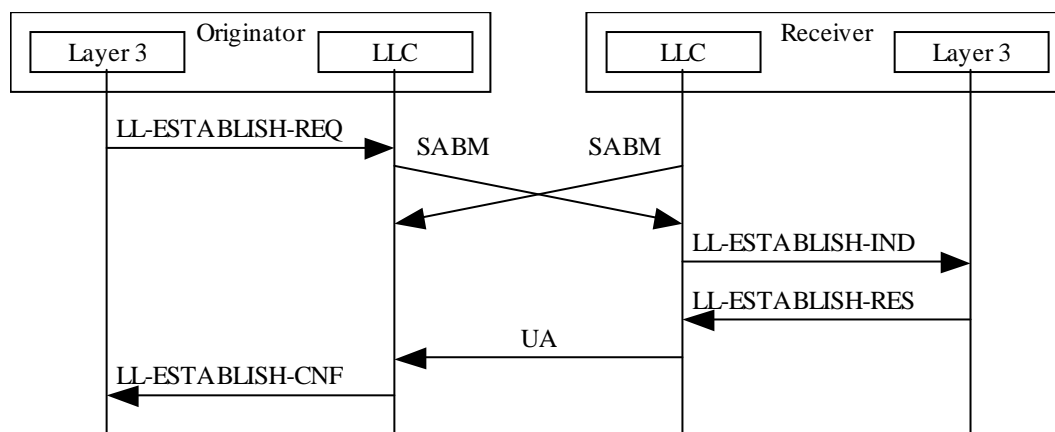 Originator
Receiver
Layer 3
LLC
LLC
Layer 3
LL-ESTABLISH-REQ
SABM
SABM
LL-ESTABLISH-IND
LL-ESTABLISH-RES
UA
LL-ESTABLISH-CNF